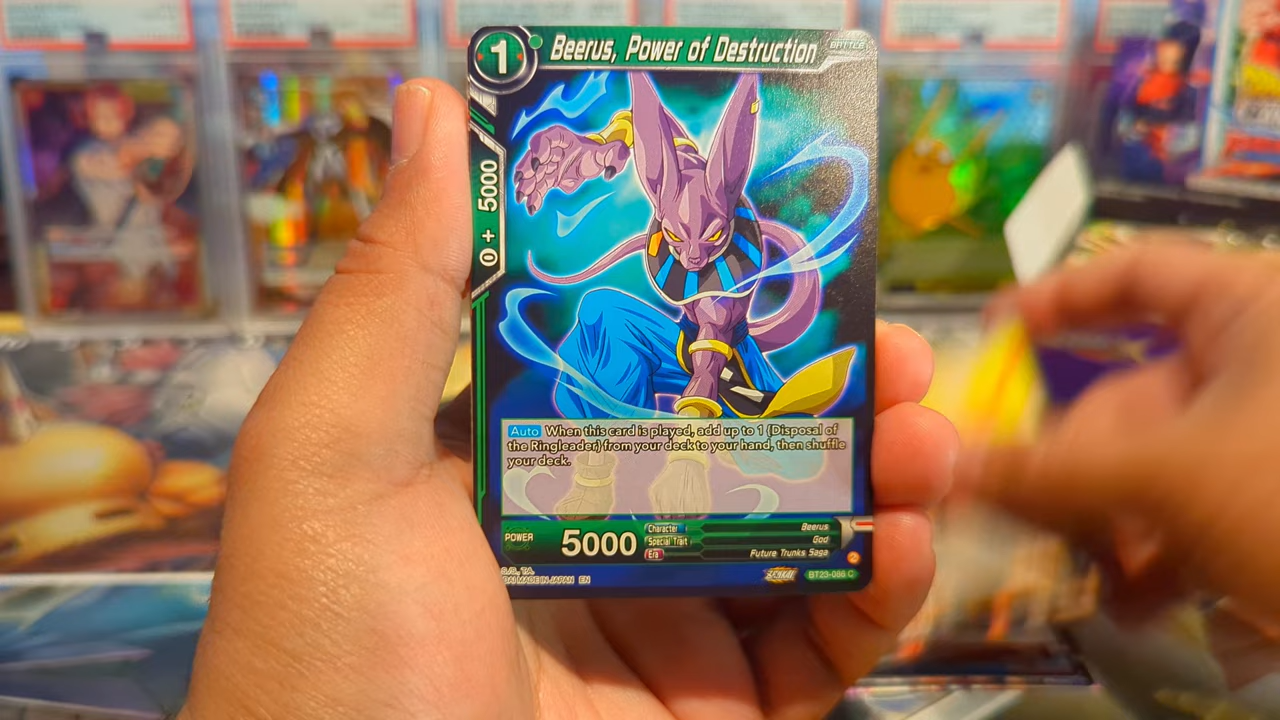 1
Beerus, Power of Destruction
BATTLE
0 + 5000
Auto When this card is played, add up to 1 {Disposal of
the Ringleader} from your deck to your hand, then shuffle
your deck.
POWER
5000
Character Beerus
Special Trait God
Era Future Trunks Saga
MADE IN JAPAN EN
BT23-086 C